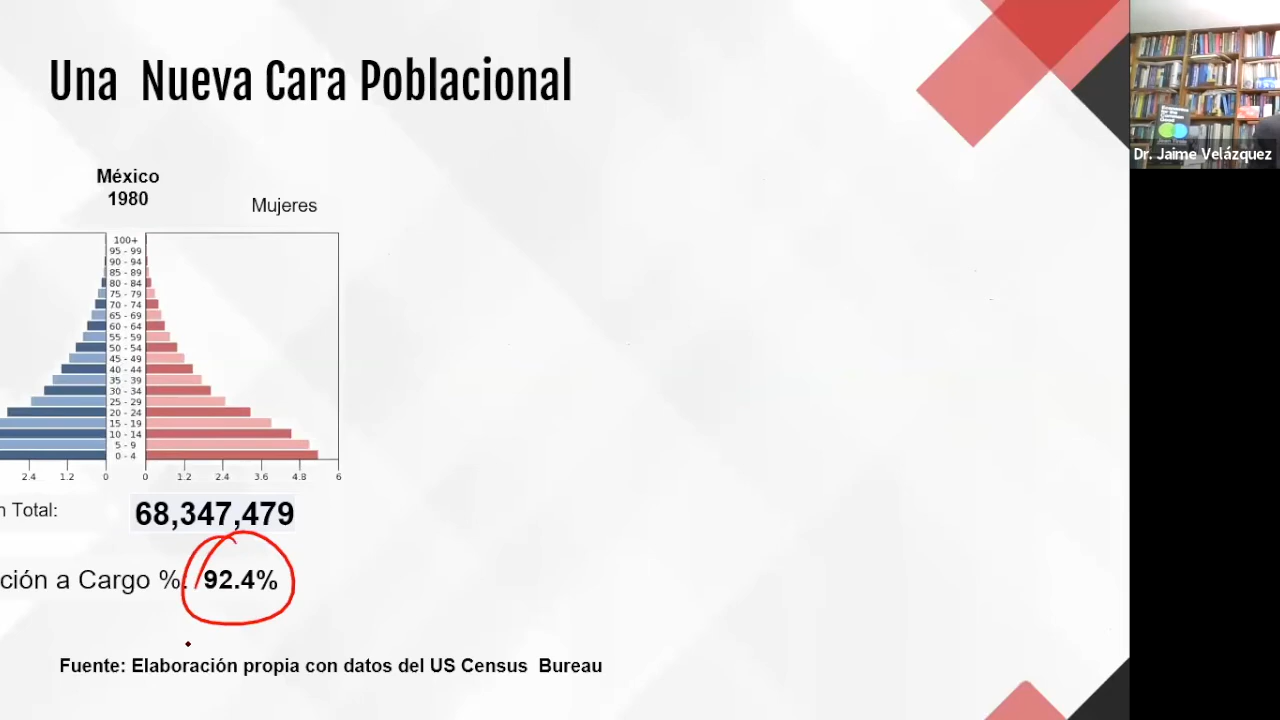 Una Nueva Cara Poblacional
Dr. Jaime Velázquez
México
1980
Mujeres
100+
95 - 99
90 - 94
85 - 89
80 - 84
75 - 79
70 - 74
65 - 69
60 - 64
55 - 59
50 - 54
45 - 49
40 - 44
35 - 39
30 - 34
25 - 29
20 - 24
15 - 19
10 - 14
5 - 9
0 - 4
2.4 1.2 0 0 1.2 2.4 3.6 4.8 6
n Total: 68,347,479
ción a Cargo %: 92.4%
Fuente: Elaboración propia con datos del US Census Bureau